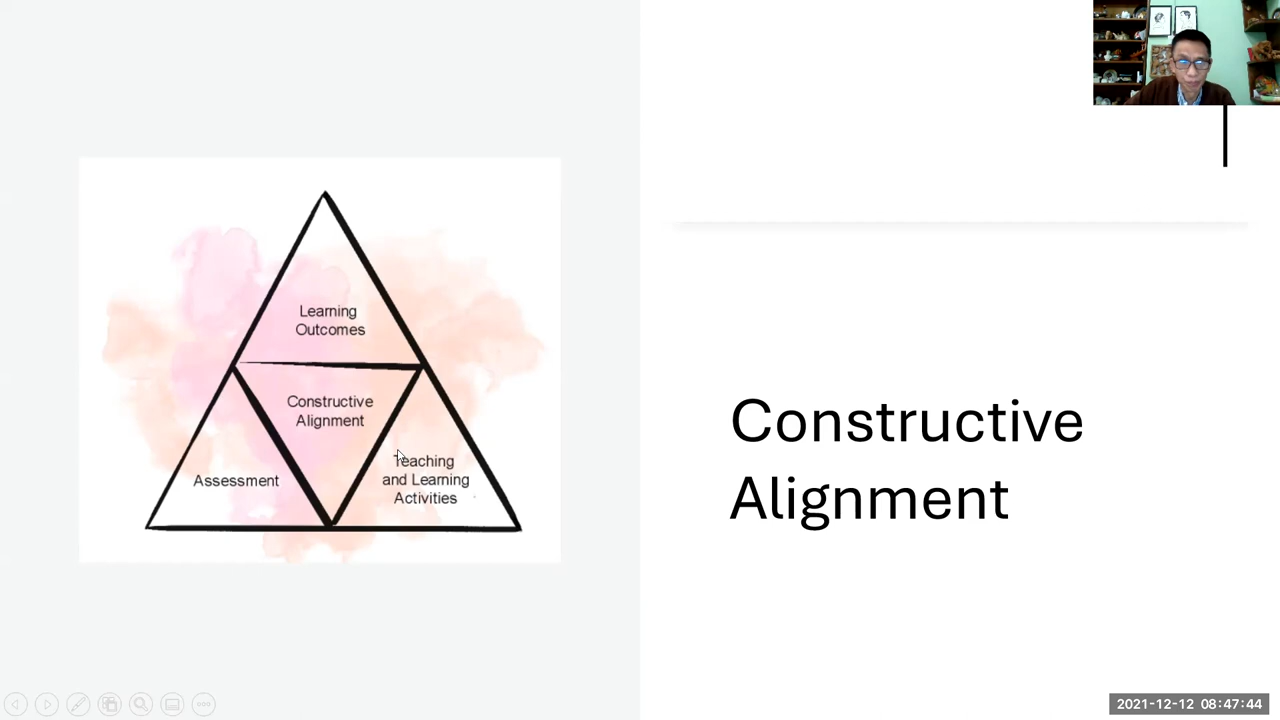 Learning
Outcomes
Constructive
Alignment
Assessment
Teaching
and Learning
Activities
Constructive
Alignment
2021-12-12 08:47:44